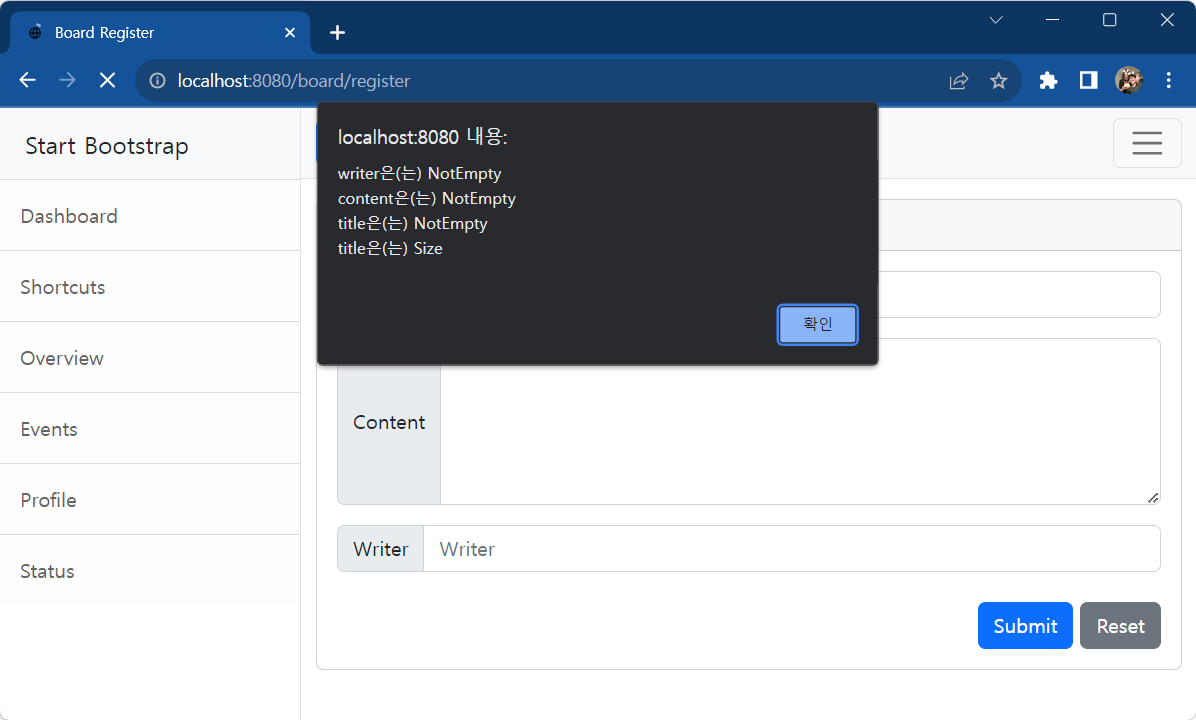 Board Register
localhost:8080/board/register
Start Bootstrap
Dashboard
Shortcuts
Overview
Events
Profile
Status
localhost:8080 내용:
writer은(는) NotEmpty
content은(는) NotEmpty
title은(는) NotEmpty
title은(는) Size
확인
Content
Writer Writer
Submit Reset